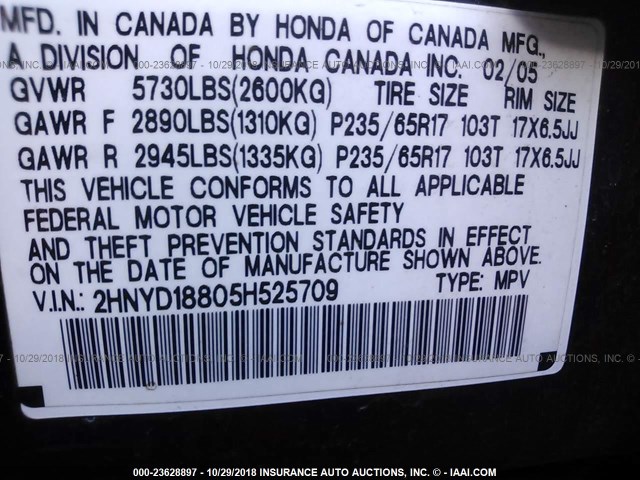 MFD. IN CANADA BY HONDA OF CANADA MFG.,
A DIVISION OF HONDA CANADA INC. 02/05
GVWR 5730LBS(2600KG) TIRE SIZE RIM SIZE
GAWR F 2890LBS(1310KG) P235/65R17 103T 17X6.5JJ
GAWR R 2945LBS(1335KG) P235/65R17 103T 17X6.5JJ
THIS VEHICLE CONFORMS TO ALL APPLICABLE
FEDERAL MOTOR VEHICLE SAFETY
AND THEFT PREVENTION STANDARDS IN EFFECT
ON THE DATE OF MANUFACTURE SHOWN ABOVE.
V.I.N.: 2HNYD18805H525709 TYPE: MPV
000-23628897 - 10/29/2018 INSURANCE AUTO AUCTIONS, INC. - © IAAI.COM